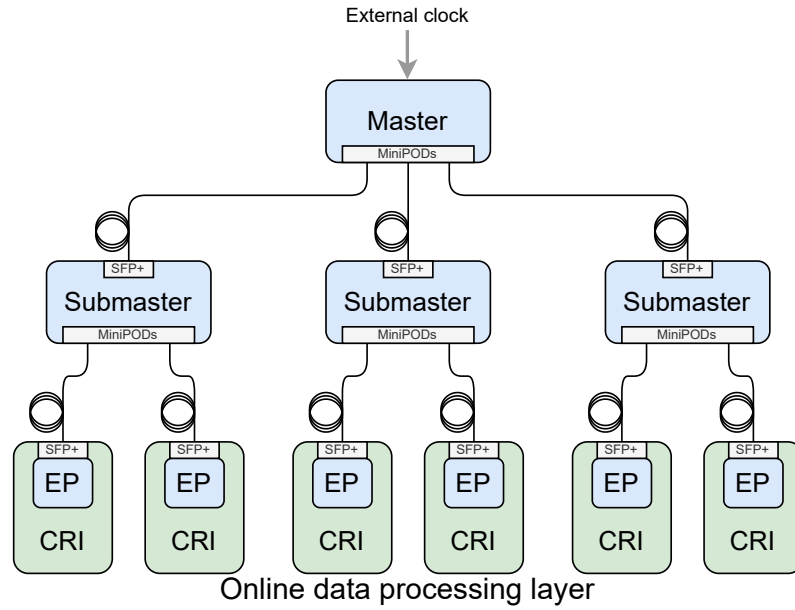 External clock
Master
MiniPODs
SFP+ SFP+ SFP+
Submaster Submaster Submaster
MiniPODs MiniPODs MiniPODs
SFP+ SFP+ SFP+ SFP+ SFP+ SFP+
EP EP EP EP EP EP
CRI CRI CRI CRI CRI CRI
Online data processing layer